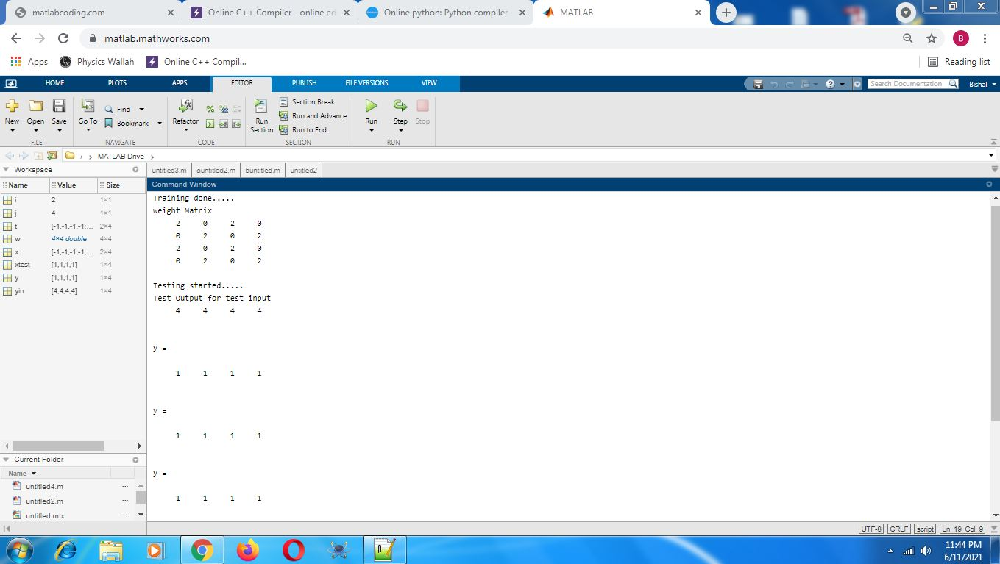 matlabcoding.com
Online C++ Compiler - online ed
Online python: Python compiler
MATLAB
matlab.mathworks.com
B
Apps
Physics Wallah
Online C++ Compil...
Reading list
HOME PLOTS APPS EDITOR PUBLISH FILE VERSIONS VIEW
Search Documentation
Bishal
New Open Save
FILE
Go To
Find
Bookmark
NAVIGATE
Refactor
CODE
Run Section
Section Break
Run and Advance
Run to End
SECTION
Run Step Stop
RUN
/ › MATLAB Drive ›
Workspace
Name Value Size
i 2 1×1
j 4 1×1
t [-1,-1,-1,-1;... 2×4
w 4×4 double 4×4
x [-1,-1,-1,-1;... 2×4
xtest [1,1,1,1] 1×4
y [1,1,1,1] 1×4
yin [4,4,4,4] 1×4
Current Folder
Name
untitled4.m ...
untitled2.m ...
untitled.mlx ...
untitled3.m auntitled2.m buntitled.m untitled2
Command Window
Training done.....
weight Matrix
2 0 2 0
0 2 0 2
2 0 2 0
0 2 0 2
Testing started.....
Test Output for test input
4 4 4 4
y =
1 1 1 1
y =
1 1 1 1
y =
1 1 1 1
UTF-8 CRLF script Ln 19 Col 9
11:44 PM
6/11/2021